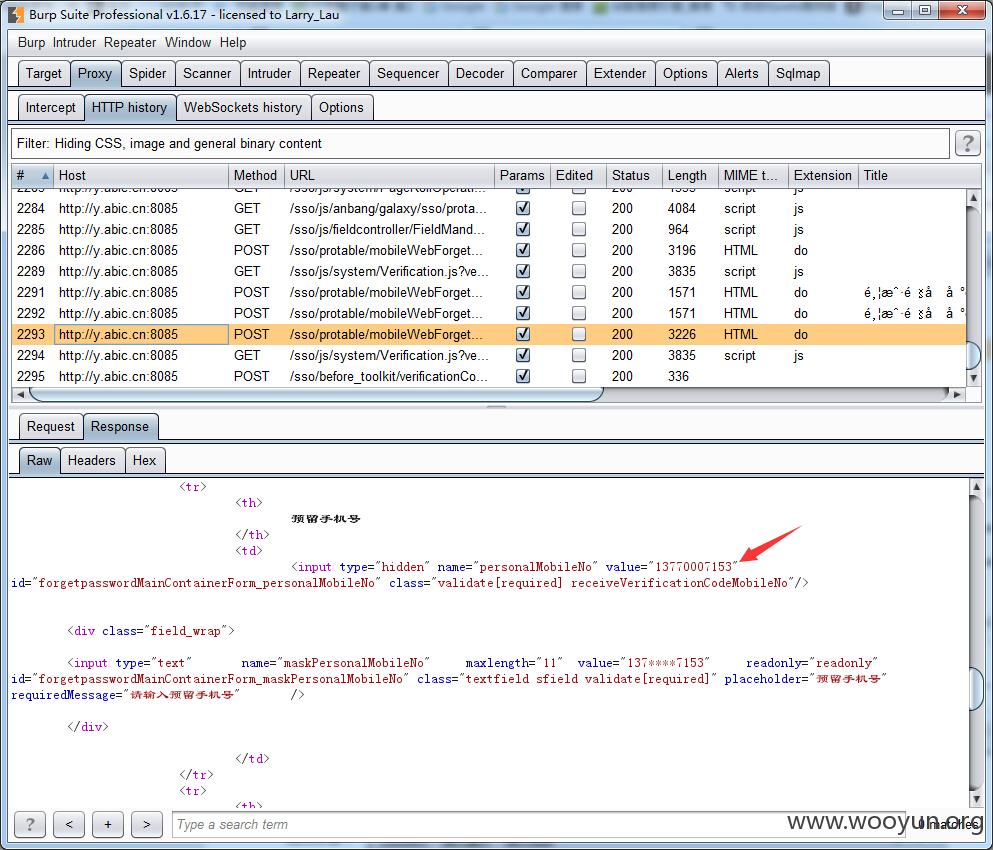 Burp Suite Professional v1.6.17 - licensed to Larry_Lau
Burp Intruder Repeater Window Help
Target Proxy Spider Scanner Intruder Repeater Sequencer Decoder Comparer Extender Options Alerts Sqlmap
Intercept HTTP history WebSockets history Options
Filter: Hiding CSS, image and general binary content
?
# Host Method URL Params Edited Status Length MIME t... Extension Title
2284 http://y.abic.cn:8085 GET /sso/js/anbang/galaxy/sso/prota... 200 4084 script js
2285 http://y.abic.cn:8085 GET /sso/js/fieldcontroller/FieldMand... 200 964 script js
2286 http://y.abic.cn:8085 POST /sso/protable/mobileWebForget... 200 3196 HTML do
2289 http://y.abic.cn:8085 GET /sso/js/system/Verification.js?ve... 200 3835 script js
2291 http://y.abic.cn:8085 POST /sso/protable/mobileWebForget... 200 1571 HTML do
2292 http://y.abic.cn:8085 POST /sso/protable/mobileWebForget... 200 1571 HTML do
2293 http://y.abic.cn:8085 POST /sso/protable/mobileWebForget... 200 3226 HTML do
2294 http://y.abic.cn:8085 GET /sso/js/system/Verification.js?ve... 200 3835 script js
2295 http://y.abic.cn:8085 POST /sso/before_toolkit/verificationCo... 200 336
Request Response
Raw Headers Hex
<tr>
<th>
预留手机号
</th>
<td>
<input type="hidden" name="personalMobileNo" value="13770007153"
id="forgetpasswordMainContainerForm_personalMobileNo" class="validate[required] receiveVerificationCodeMobileNo"/>
<div class="field_wrap">
<input type="text" name="maskPersonalMobileNo" maxlength="11" value="137****7153" readonly="readonly"
id="forgetpasswordMainContainerForm_maskPersonalMobileNo" class="textfield sfield validate[required]" placeholder="预留手机号"
requiredMessage="请输入预留手机号" />
</div>
</td>
</tr>
<tr>
<th>
? < + > Type a search term 0 matches
www.wooyun.org